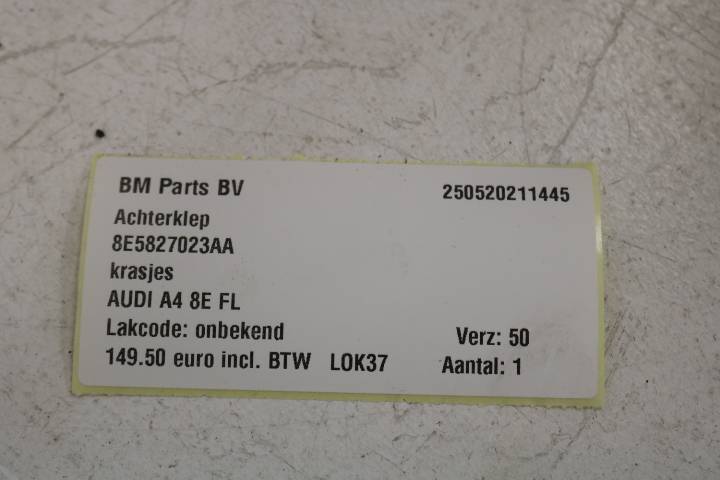 BM Parts BV 250520211445
Achterklep
8E5827023AA
krasjes
AUDI A4 8E FL
Lakcode: onbekend Verz: 50
149.50 euro incl. BTW LOK37 Aantal: 1